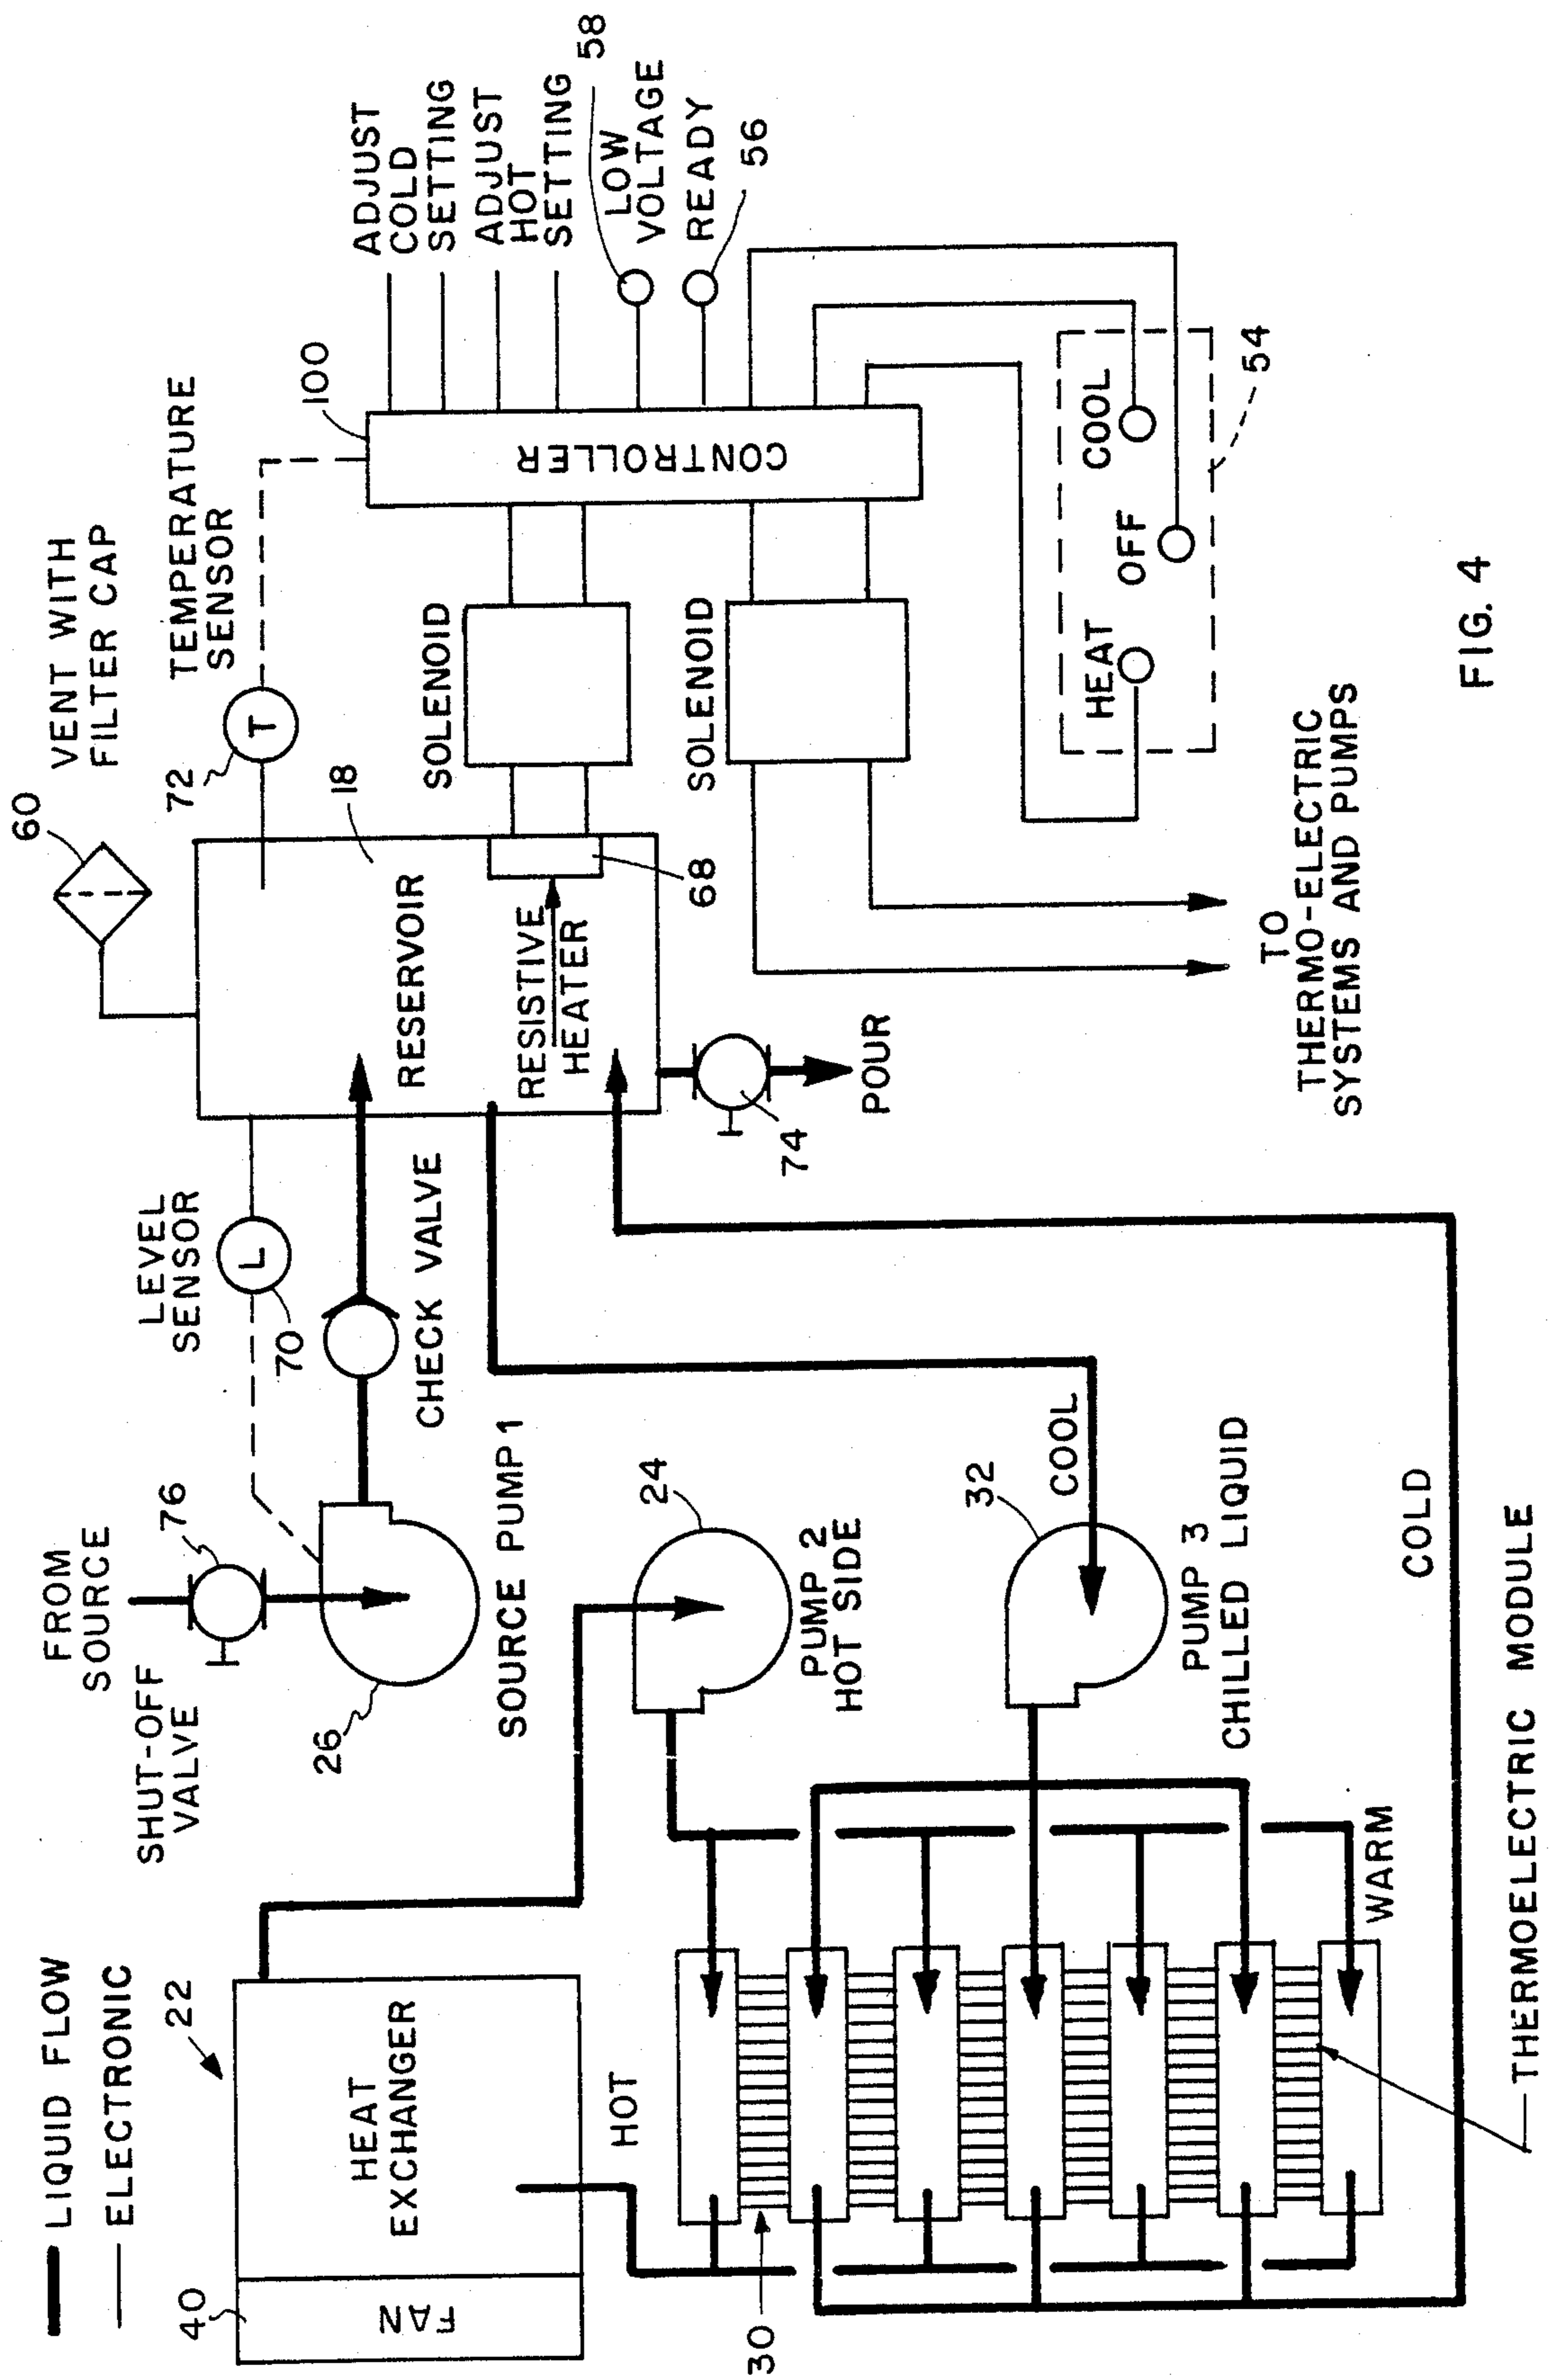 LIQUID FLOW
ELECTRONIC
22
40
FAN
HEAT
EXCHANGER
HOT
30
FROM
SOURCE
SHUT-OFF
VALVE
76
26
SOURCE PUMP 1
LEVEL
SENSOR
L
70
CHECK VALVE
24
PUMP 2
HOT SIDE
32
COOL
PUMP 3
CHILLED LIQUID
WARM
COLD
THERMOELECTRIC MODULE
60
VENT WITH
FILTER CAP
72
T
TEMPERATURE
SENSOR
18
RESERVOIR
RESISTIVE
HEATER
68
74
POUR
SOLENOID
SOLENOID
100
CONTROLLER
ADJUST
COLD
SETTING
ADJUST
HOT
SETTING
58
LOW
VOLTAGE
READY
56
HEAT
OFF
COOL
54
TO
THERMO-ELECTRIC
SYSTEMS AND PUMPS
FIG. 4